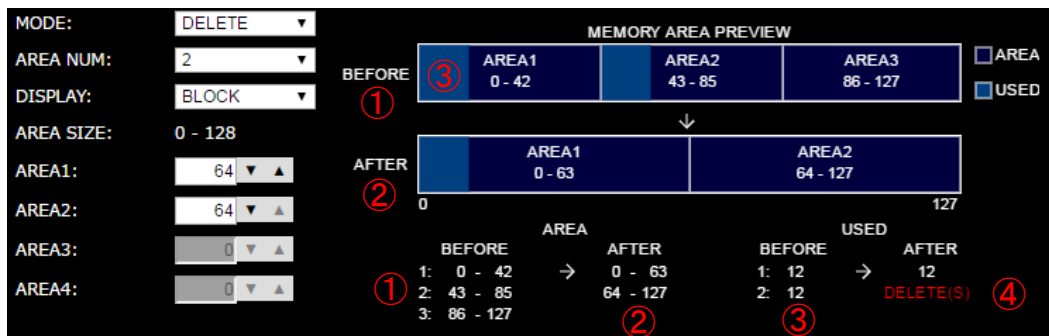 MODE: DELETE
AREA NUM: 2
DISPLAY: BLOCK
AREA SIZE: 0 - 128
AREA1: 64
AREA2: 64
AREA3: 0
AREA4: 0
MEMORY AREA PREVIEW
BEFORE
①
③
AREA1
0 - 42
AREA2
43 - 85
AREA3
86 - 127
AREA
USED
AFTER
②
AREA1
0 - 63
AREA2
64 - 127
0 127
AREA
BEFORE AFTER
①
1: 0 - 42 → 0 - 63
2: 43 - 85 64 - 127
3: 86 - 127
②
USED
BEFORE AFTER
1: 12 → 12
2: 12 DELETE(S)
③
④